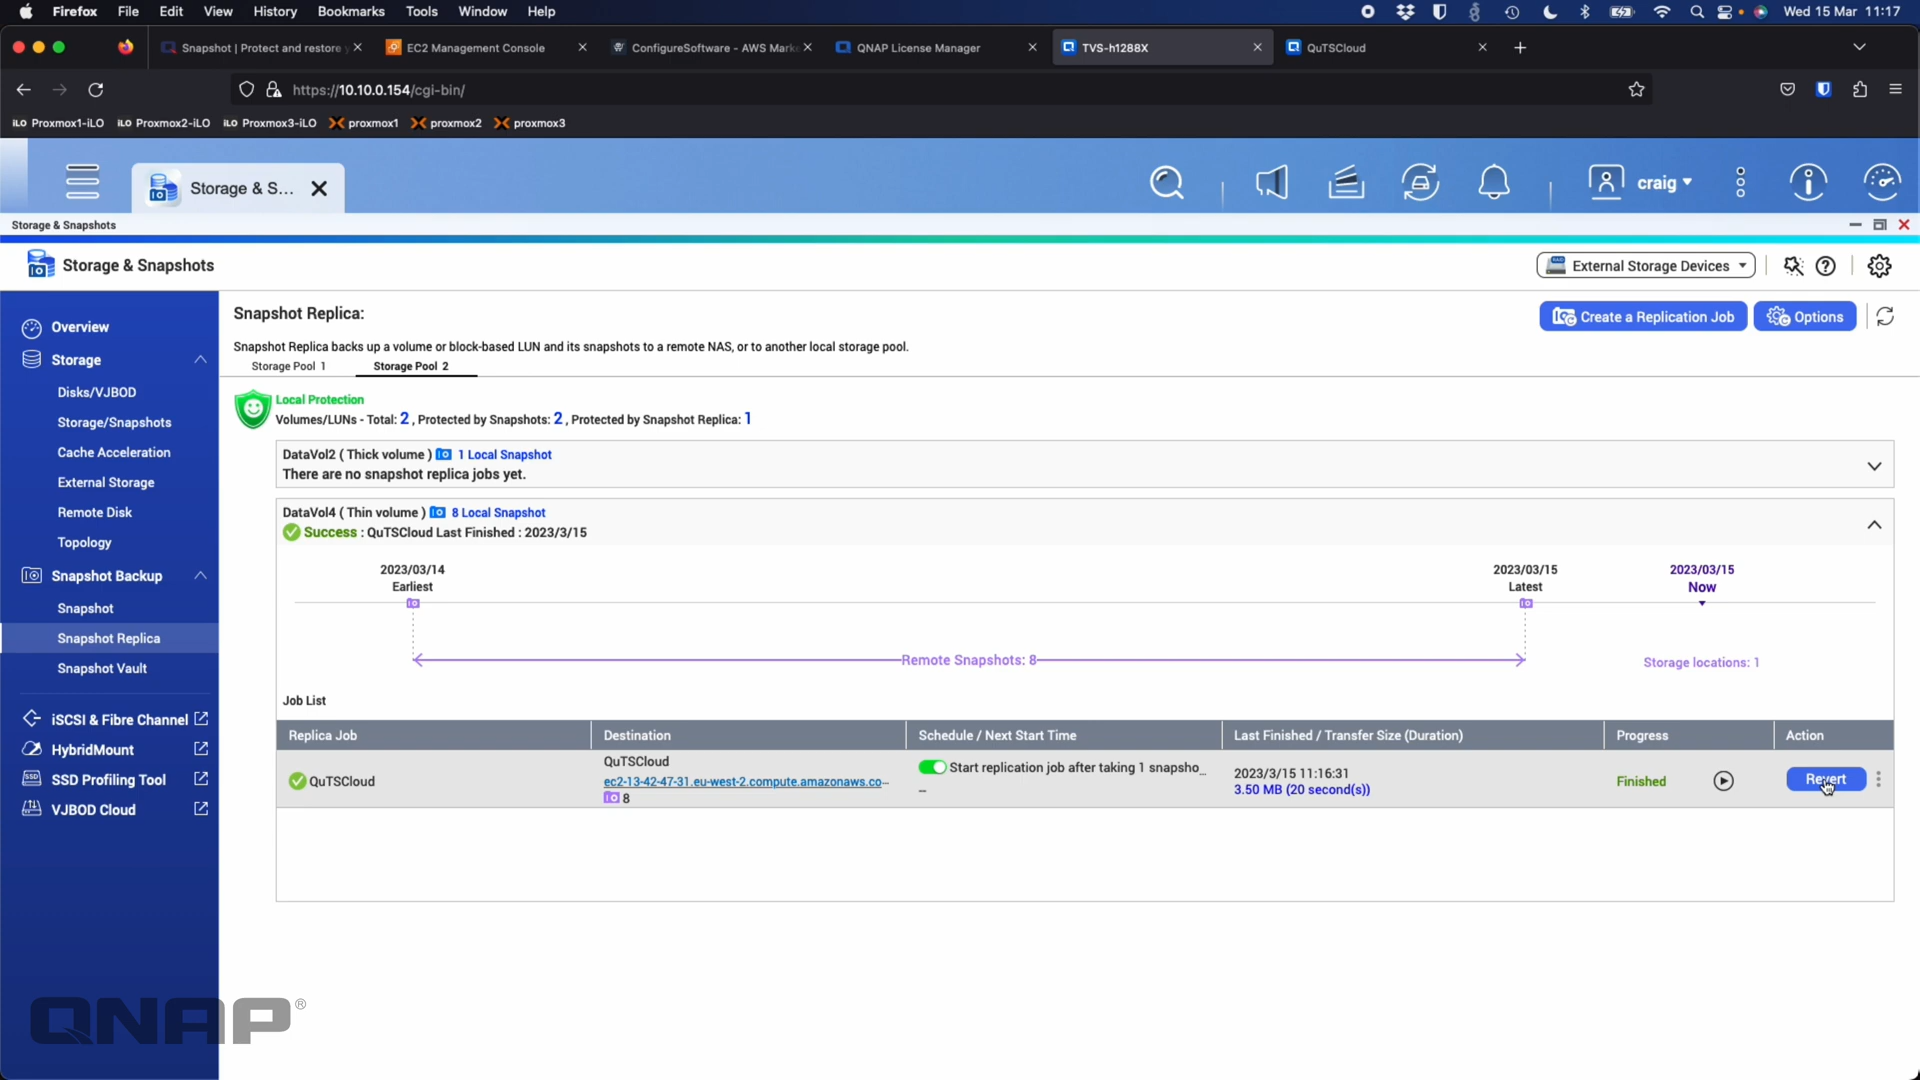 Firefox File Edit View History Bookmarks Tools Window Help
Wed 15 Mar 11:17
Snapshot | Protect and restore y
EC2 Management Console
ConfigureSoftware - AWS Mark
QNAP License Manager
TVS-h1288X
QuTSCloud
https://10.10.0.154/cgi-bin/
iLO Proxmox1-iLO iLO Proxmox2-iLO iLO Proxmox3-iLO proxmox1 proxmox2 proxmox3
Storage & S...
craig
Storage & Snapshots
Storage & Snapshots
External Storage Devices
Overview
Storage
Disks/VJBOD
Storage/Snapshots
Cache Acceleration
External Storage
Remote Disk
Topology
Snapshot Backup
Snapshot
Snapshot Replica
Snapshot Vault
iSCSI & Fibre Channel
HybridMount
SSD Profiling Tool
VJBOD Cloud
QNAP®
Snapshot Replica:
Create a Replication Job
Options
Snapshot Replica backs up a volume or block-based LUN and its snapshots to a remote NAS, or to another local storage pool.
Storage Pool 1 Storage Pool 2
Local Protection
Volumes/LUNs - Total: 2 , Protected by Snapshots: 2 , Protected by Snapshot Replica: 1
DataVol2 ( Thick volume ) 1 Local Snapshot
There are no snapshot replica jobs yet.
DataVol4 ( Thin volume ) 8 Local Snapshot
Success : QuTSCloud Last Finished : 2023/3/15
2023/03/14 2023/03/15 2023/03/15
Earliest Latest Now
Remote Snapshots: 8
Storage locations: 1
Job List
Replica Job Destination Schedule / Next Start Time Last Finished / Transfer Size (Duration) Progress Action
QuTSCloud
QuTSCloud
ec2-13-42-47-31.eu-west-2.compute.amazonaws.co...
8
Start replication job after taking 1 snapsho...
--
2023/3/15 11:16:31
3.50 MB (20 second(s))
Finished
Revert